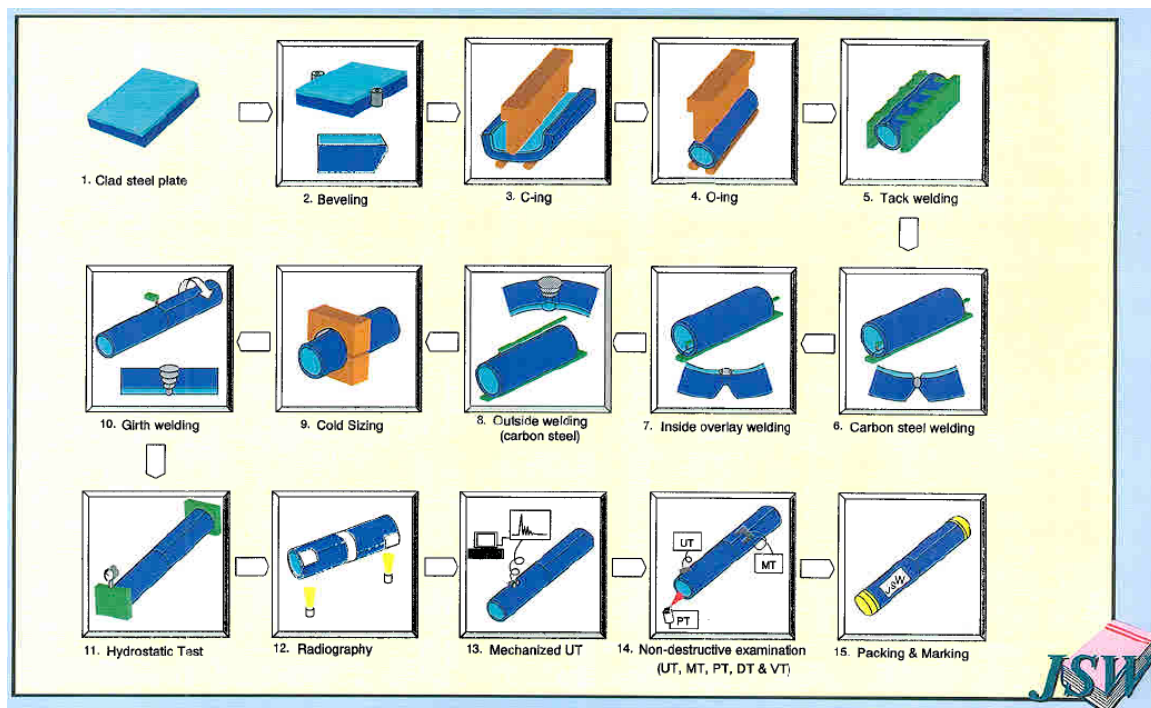 1. Clad steel plate
2. Beveling
3. C-ing
4. O-ing
5. Tack welding
10. Girth welding
9. Cold Sizing
8. Outside welding
(carbon steel)
7. Inside overlay welding
6. Carbon steel welding
UT
MT
PT
JSW
11. Hydrostatic Test
12. Radiography
13. Mechanized UT
14. Non-destructive examination
(UT, MT, PT, DT & VT)
15. Packing & Marking
JSW